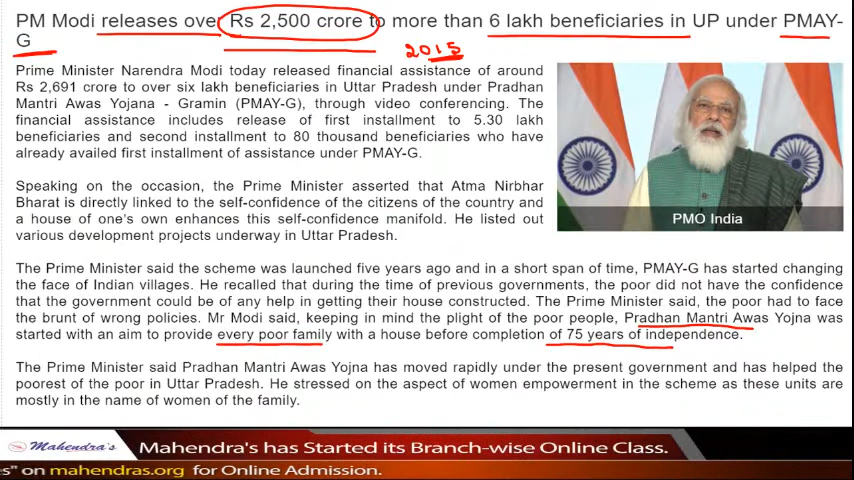 PM Modi releases over Rs 2,500 crore to more than 6 lakh beneficiaries in UP under PMAY-
G
2015
Prime Minister Narendra Modi today released financial assistance of around
Rs 2,691 crore to over six lakh beneficiaries in Uttar Pradesh under Pradhan
Mantri Awas Yojana - Gramin (PMAY-G), through video conferencing. The
financial assistance includes release of first installment to 5.30 lakh
beneficiaries and second installment to 80 thousand beneficiaries who have
already availed first installment of assistance under PMAY-G.
Speaking on the occasion, the Prime Minister asserted that Atma Nirbhar
Bharat is directly linked to the self-confidence of the citizens of the country and
a house of one's own enhances this self-confidence manifold. He listed out
various development projects underway in Uttar Pradesh.
PMO India
The Prime Minister said the scheme was launched five years ago and in a short span of time, PMAY-G has started changing
the face of Indian villages. He recalled that during the time of previous governments, the poor did not have the confidence
that the government could be of any help in getting their house constructed. The Prime Minister said, the poor had to face
the brunt of wrong policies. Mr Modi said, keeping in mind the plight of the poor people, Pradhan Mantri Awas Yojna was
started with an aim to provide every poor family with a house before completion of 75 years of independence.
The Prime Minister said Pradhan Mantri Awas Yojna has moved rapidly under the present government and has helped the
poorest of the poor in Uttar Pradesh. He stressed on the aspect of women empowerment in the scheme as these units are
mostly in the name of women of the family.
Mahendra's
Mahendra's has Started its Branch-wise Online Class.
es" on mahendras.org for Online Admission.